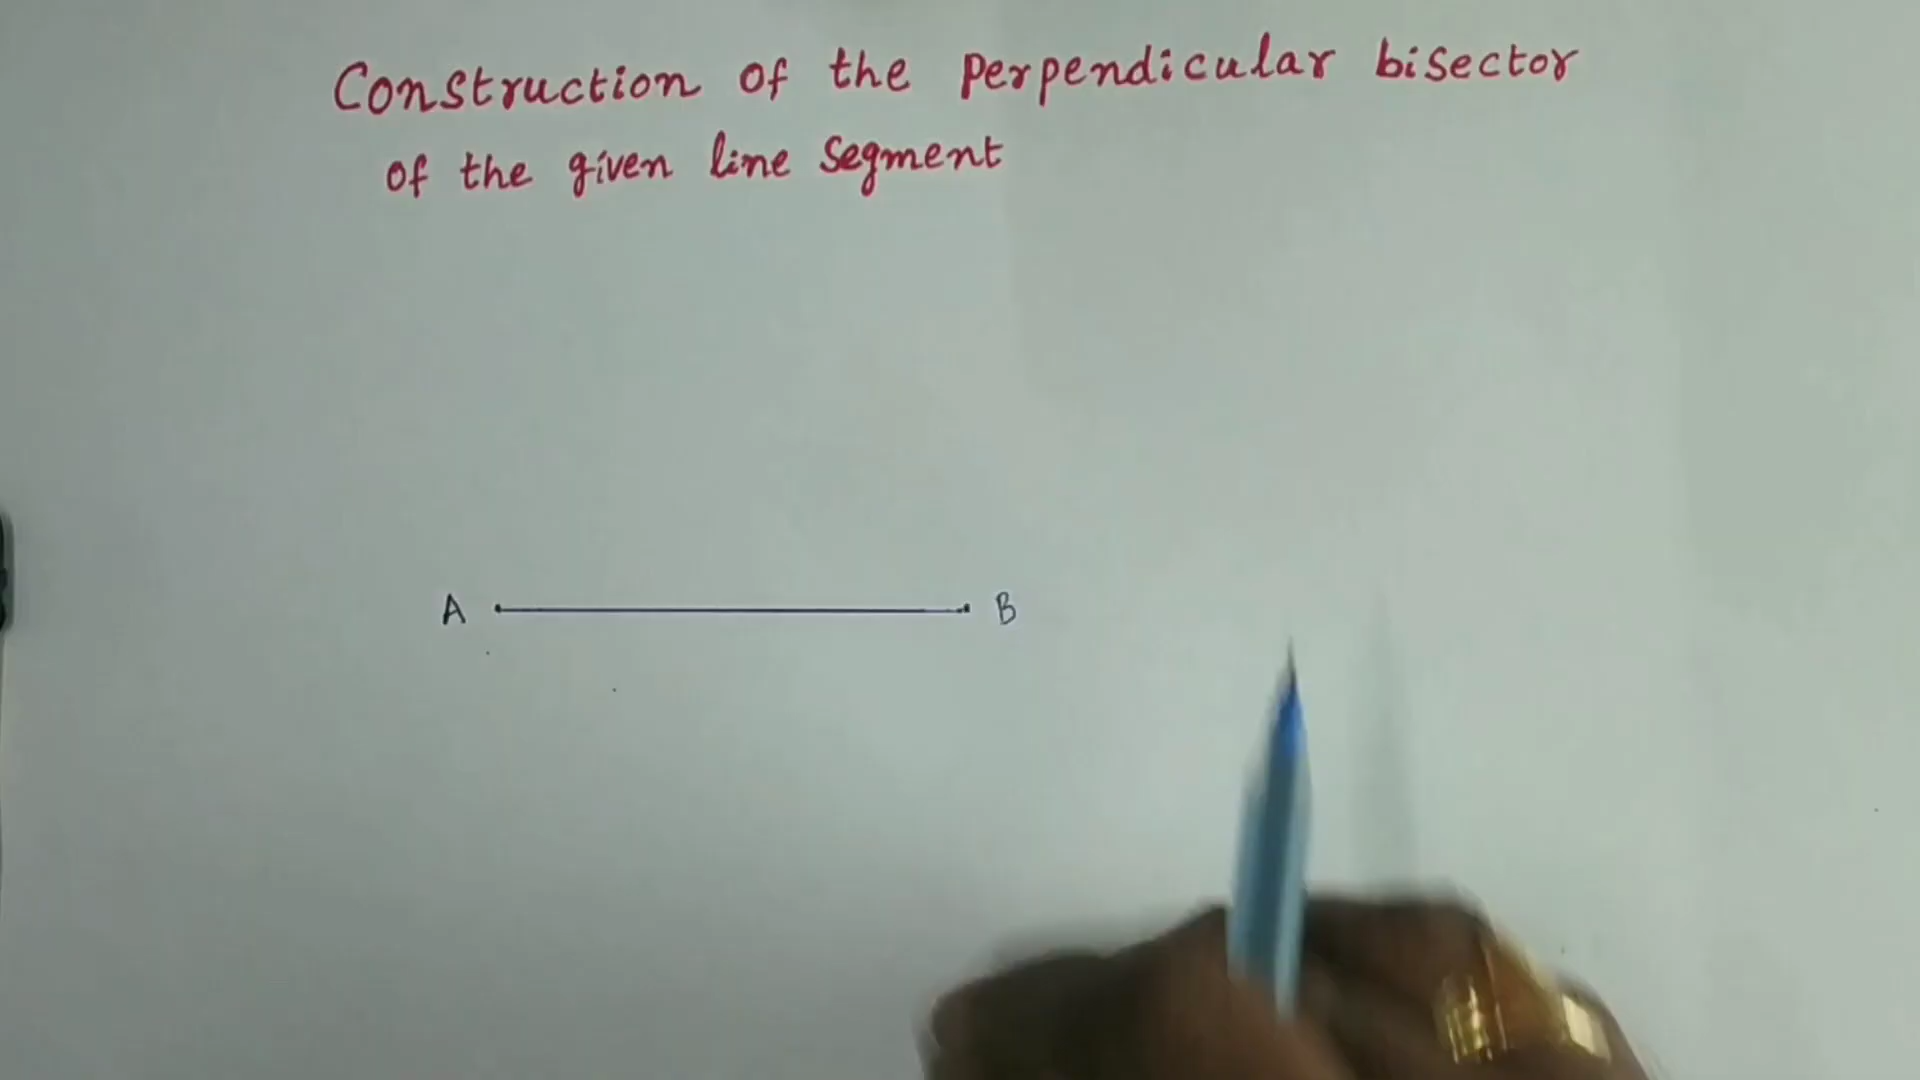 Construction of the perpendicular bisector
of the given line segment
A B